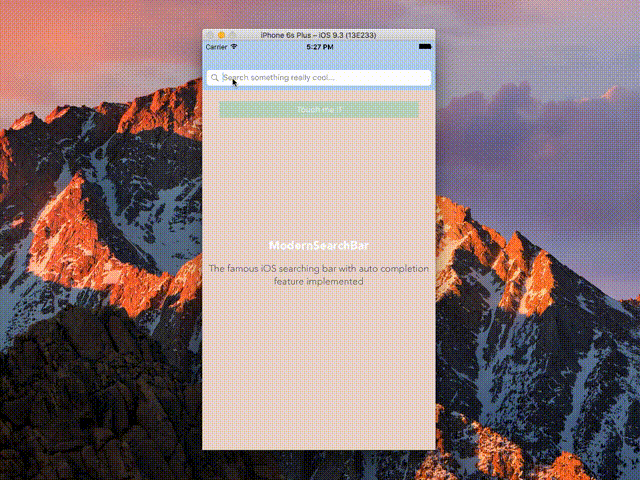 iPhone 6s Plus – iOS 9.3 (13E233)
Carrier 5:27 PM
Search something really cool...
Touch me !!
ModernSearchBar
The famous iOS searching bar with auto completion
feature implemented